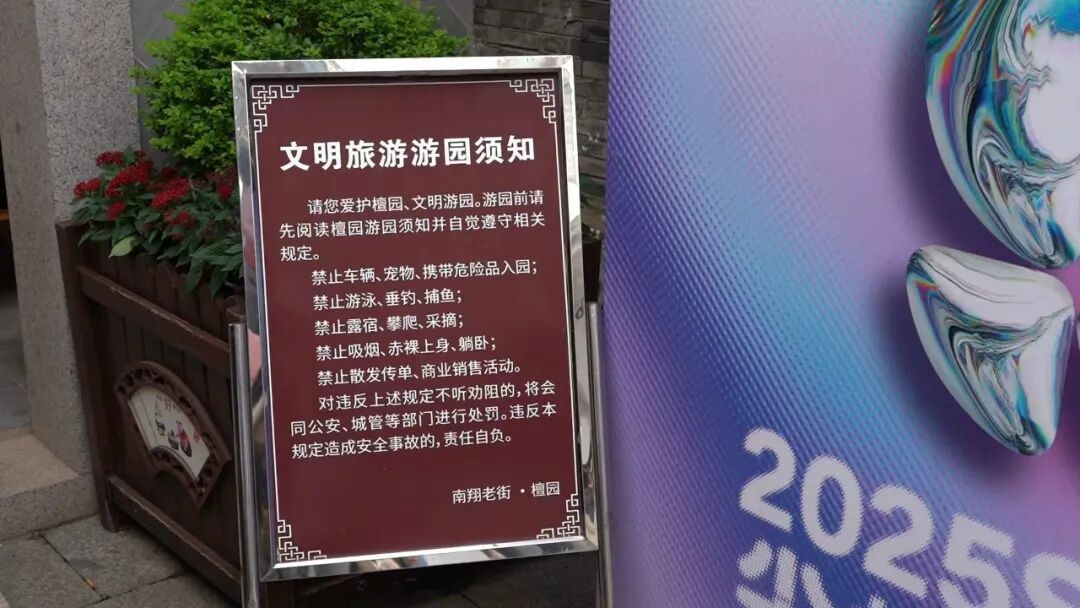 文明旅游游园须知
请您爱护檀园、文明游园。游园前请
先阅读檀园游园须知并自觉遵守相关
规定。
禁止车辆、宠物、携带危险品入园；
禁止游泳、垂钓、捕鱼；
禁止露宿、攀爬、采摘；
禁止吸烟、赤裸上身、躺卧；
禁止散发传单、商业销售活动。
对违反上述规定不听劝阻的，将会
同公安、城管等部门进行处罚。违反本
规定造成安全事故的，责任自负。
南翔老街·檀园
2025